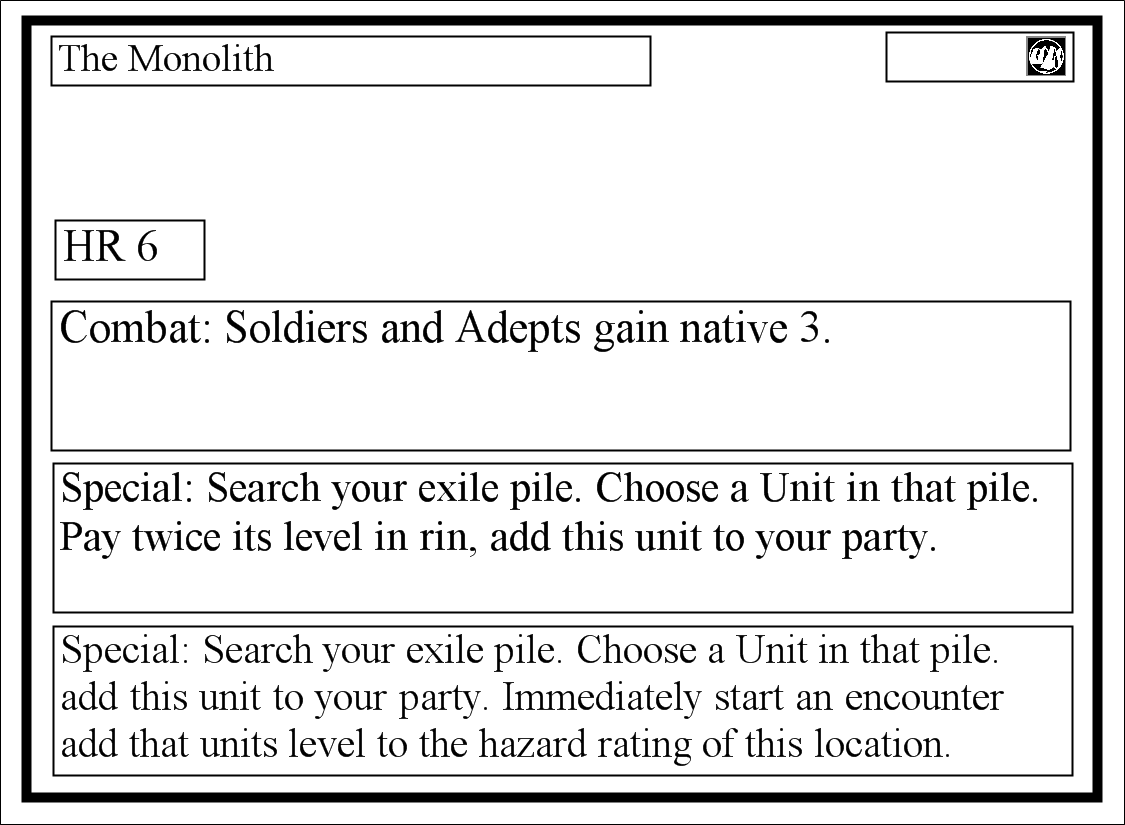 The Monolith
HR 6
Combat: Soldiers and Adepts gain native 3.
Special: Search your exile pile. Choose a Unit in that pile.
Pay twice its level in rin, add this unit to your party.
Special: Search your exile pile. Choose a Unit in that pile.
add this unit to your party. Immediately start an encounter
add that units level to the hazard rating of this location.